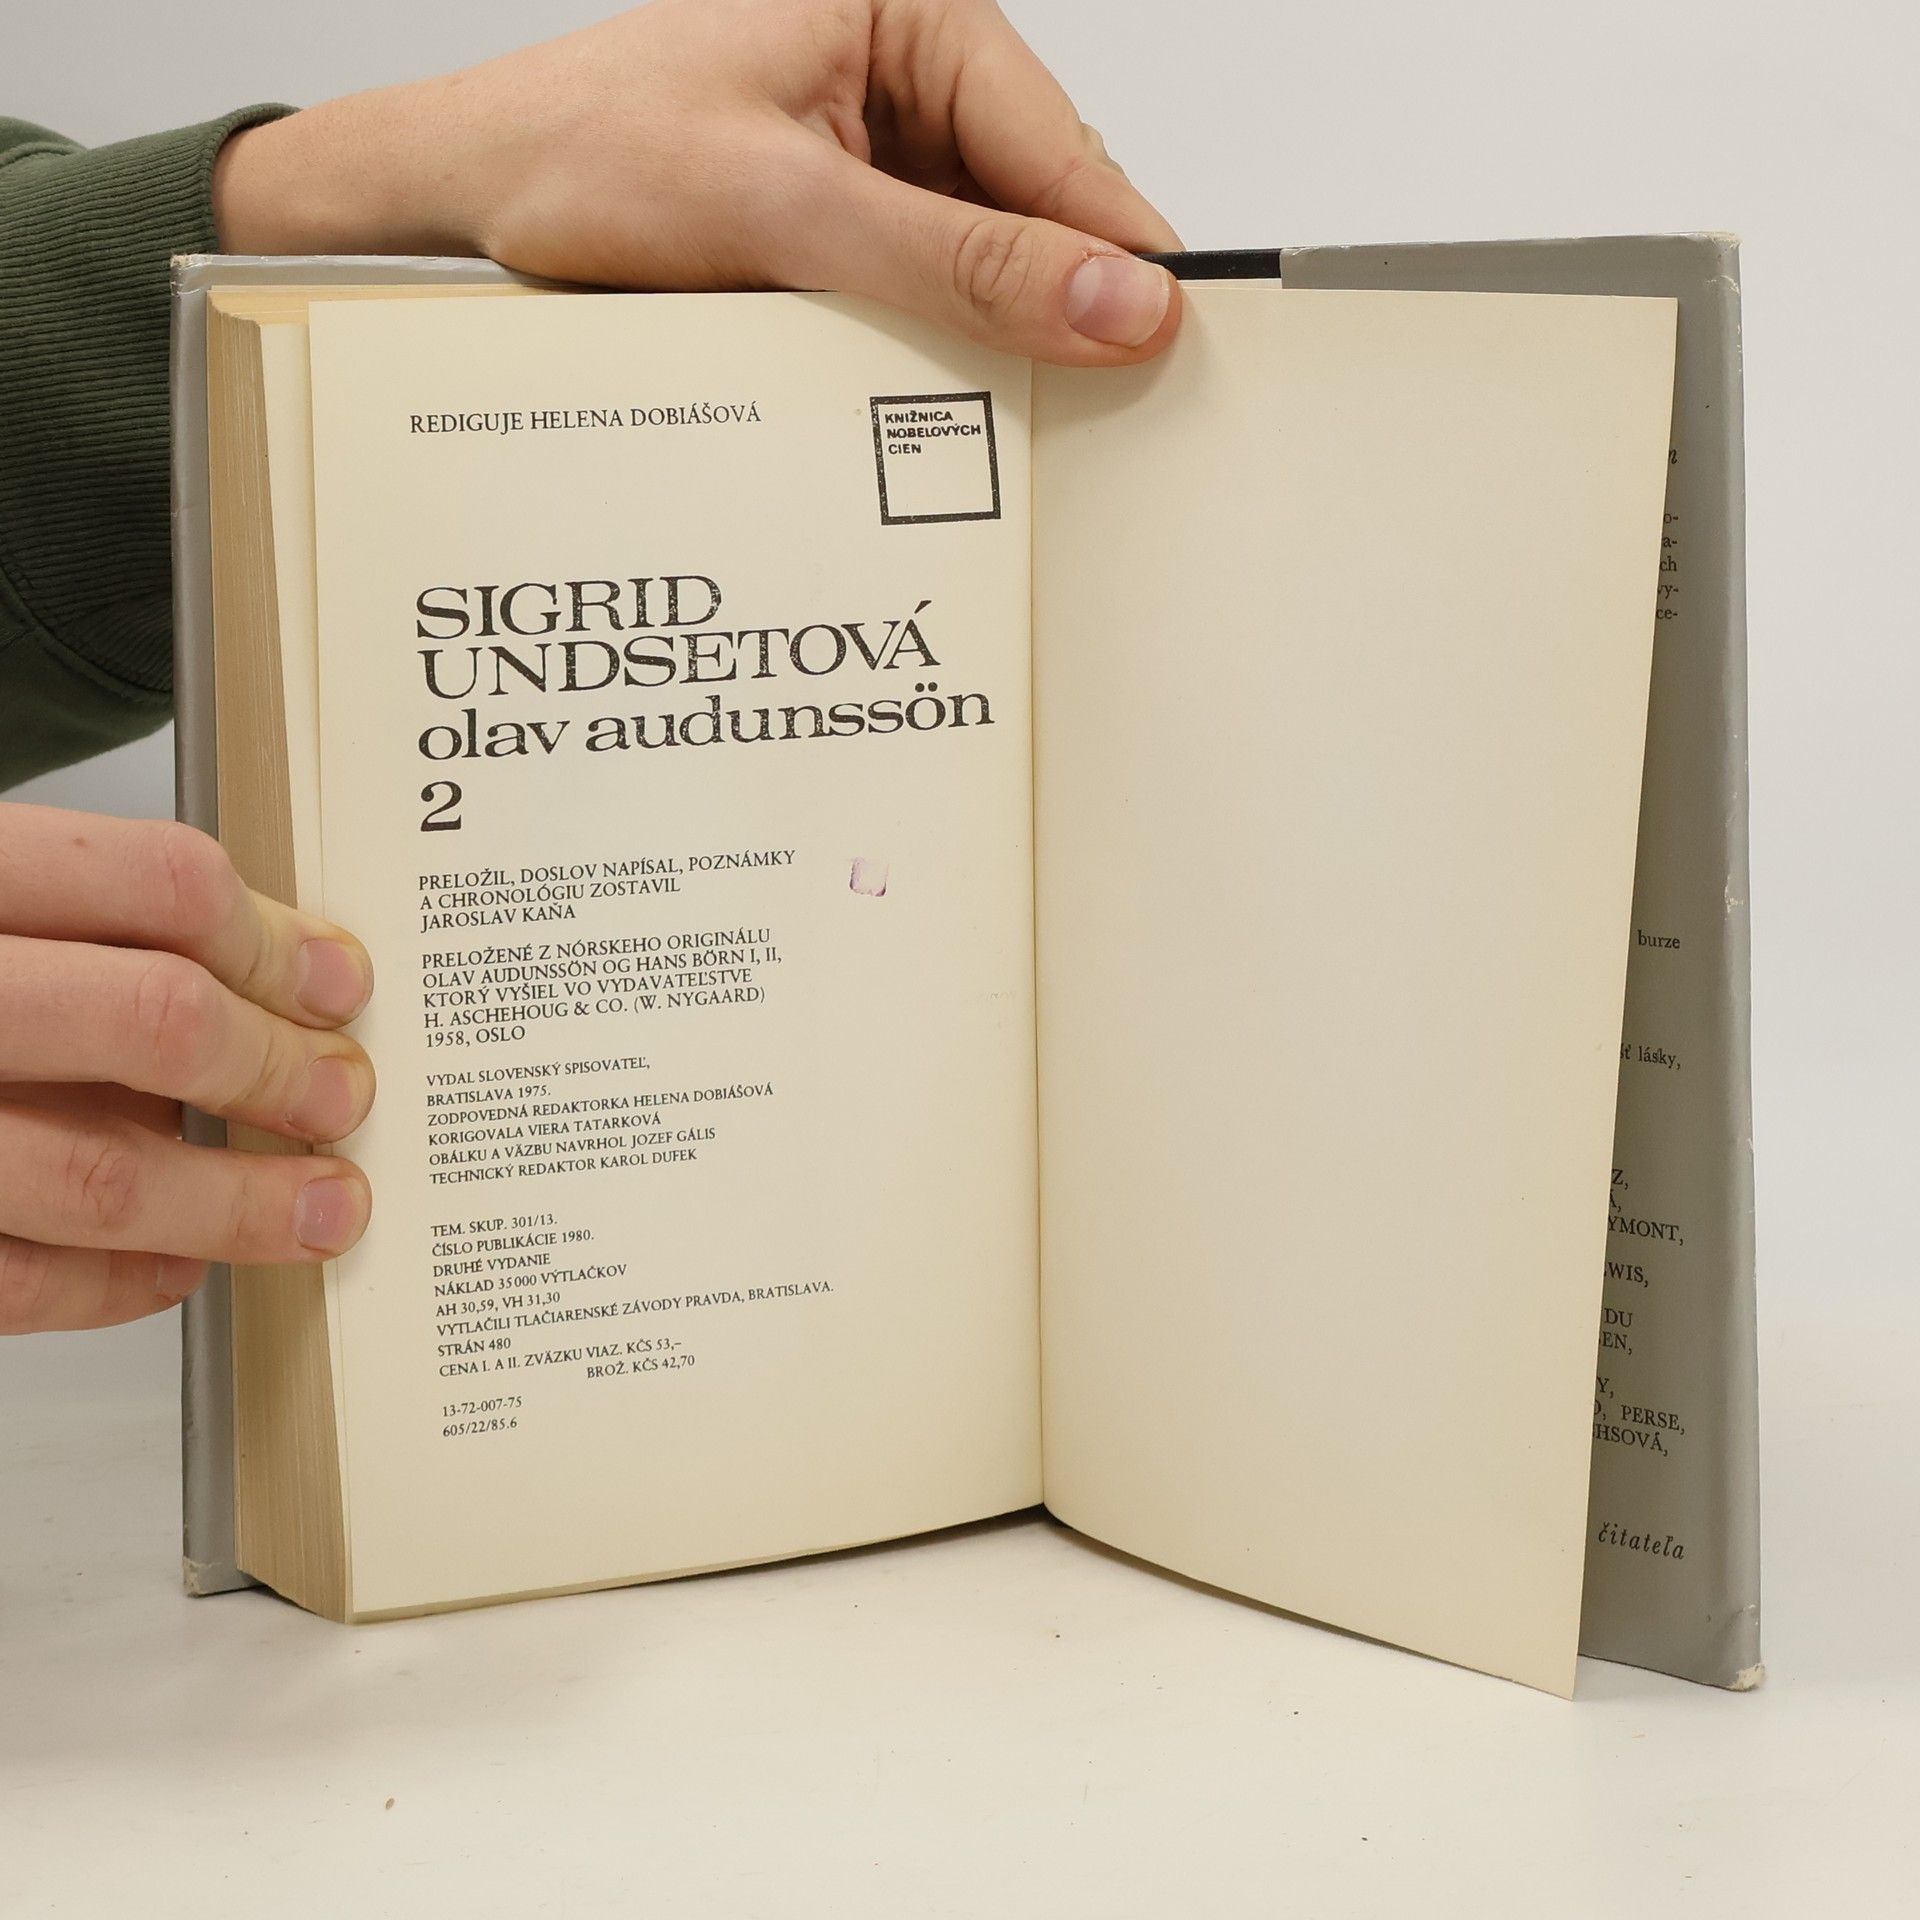 REDIGUJE HELENA DOBIÁŠOVÁ
KNIŽNICA
NOBELOVÝCH
CIEN
SIGRID
UNDSETOVÁ
olav audunssön
2
PRELOŽIL, DOSLOV NAPÍSAL, POZNÁMKY
A CHRONOLÓGIU ZOSTAVIL
JAROSLAV KAŇA
PRELOŽENÉ Z NÓRSKEHO ORIGINÁLU
OLAV AUDUNSSÖN OG HANS BÖRN I, II,
KTORÝ VYŠIEL VO VYDAVATEĽSTVE
H. ASCHEHOUG & CO. (W. NYGAARD)
1958, OSLO
VYDAL SLOVENSKÝ SPISOVATEĽ,
BRATISLAVA 1975.
ZODPOVEDNÁ REDAKTORKA HELENA DOBIÁŠOVÁ
KORIGOVALA VIERA TATARKOVÁ
OBÁLKU A VÄZBU NAVRHOL JOZEF GÁLIS
TECHNICKÝ REDAKTOR KAROL DUFEK
TEM. SKUP. 301/13.
ČÍSLO PUBLIKÁCIE 1980.
DRUHÉ VYDANIE
NÁKLAD 35 000 VÝTLAČKOV
AH 30,59, VH 31,30
VYTLAČILI TLAČIARENSKÉ ZÁVODY PRAVDA, BRATISLAVA.
STRÁN 480
CENA I. A II. ZVÄZKU VIAZ. KČS 53,–
BROŽ. KČS 42,70
13-72-007-75
605/22/85.6
burze
lásky,
DU
PERSE,
čitateľa